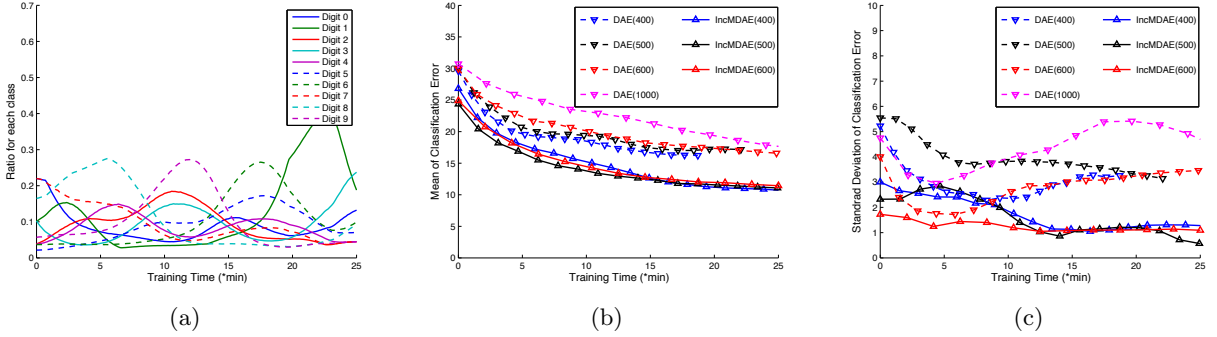 0.7
0.6
0.5
0.4
0.3
0.2
0.1
0
0 5 10 15 20 25
Ratio for each class
Training Time (*min)
Digit 0
Digit 1
Digit 2
Digit 3
Digit 4
Digit 5
Digit 6
Digit 7
Digit 8
Digit 9
(a)
40
35
30
25
20
15
10
5
0
0 5 10 15 20 25
Mean of Classification Error
Training Time (*min)
DAE(400) IncMDAE(400)
DAE(500) IncMDAE(500)
DAE(600) IncMDAE(600)
DAE(1000)
(b)
10
9
8
7
6
5
4
3
2
1
0
0 5 10 15 20 25
Standrad Deviation of Classification Error
Training Time (*min)
DAE(400) IncMDAE(400)
DAE(500) IncMDAE(500)
DAE(600) IncMDAE(600)
DAE(1000)
(c)